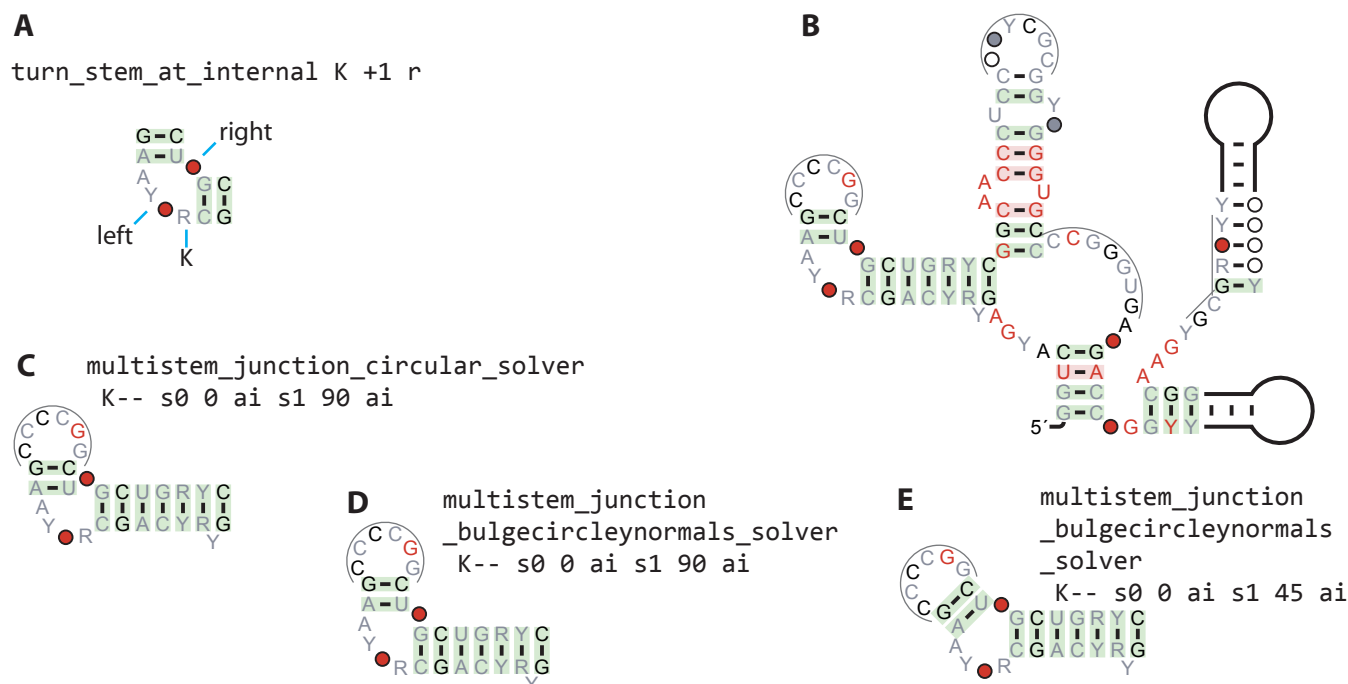 A
turn_stem_at_internal K +1 r
G C
right
A U
A
G C
Y
R C G
left
K
B
Y C G
C G
C G
C G
U Y
C G
C G
A C G
A U
C G
G C
G C C C G G G U G A
C C C C G G
G C
A U
A
Y
R
G C U G R Y C
C G A C Y R G
Y A G Y A
C G
U A
G C
5´ G C
G G Y Y
C G G
A A G Y G C G Y
R
Y
Y
C
multistem_junction_circular_solver
K-- s0 0 ai s1 90 ai
C C C C G G
G C
A U
A
Y
R
G C U G R Y C
C G A C Y R G
Y
D
multistem_junction
_bulgecircleynormals_solver
K-- s0 0 ai s1 90 ai
C C C C G G
G C
A U
A
Y
R
G C U G R Y C
C G A C Y R G
Y
E
multistem_junction
_bulgecircleynormals
_solver
K-- s0 0 ai s1 45 ai
C C C C G G
G C
A U
A
Y
R
G C U G R Y C
C G A C Y R G
Y